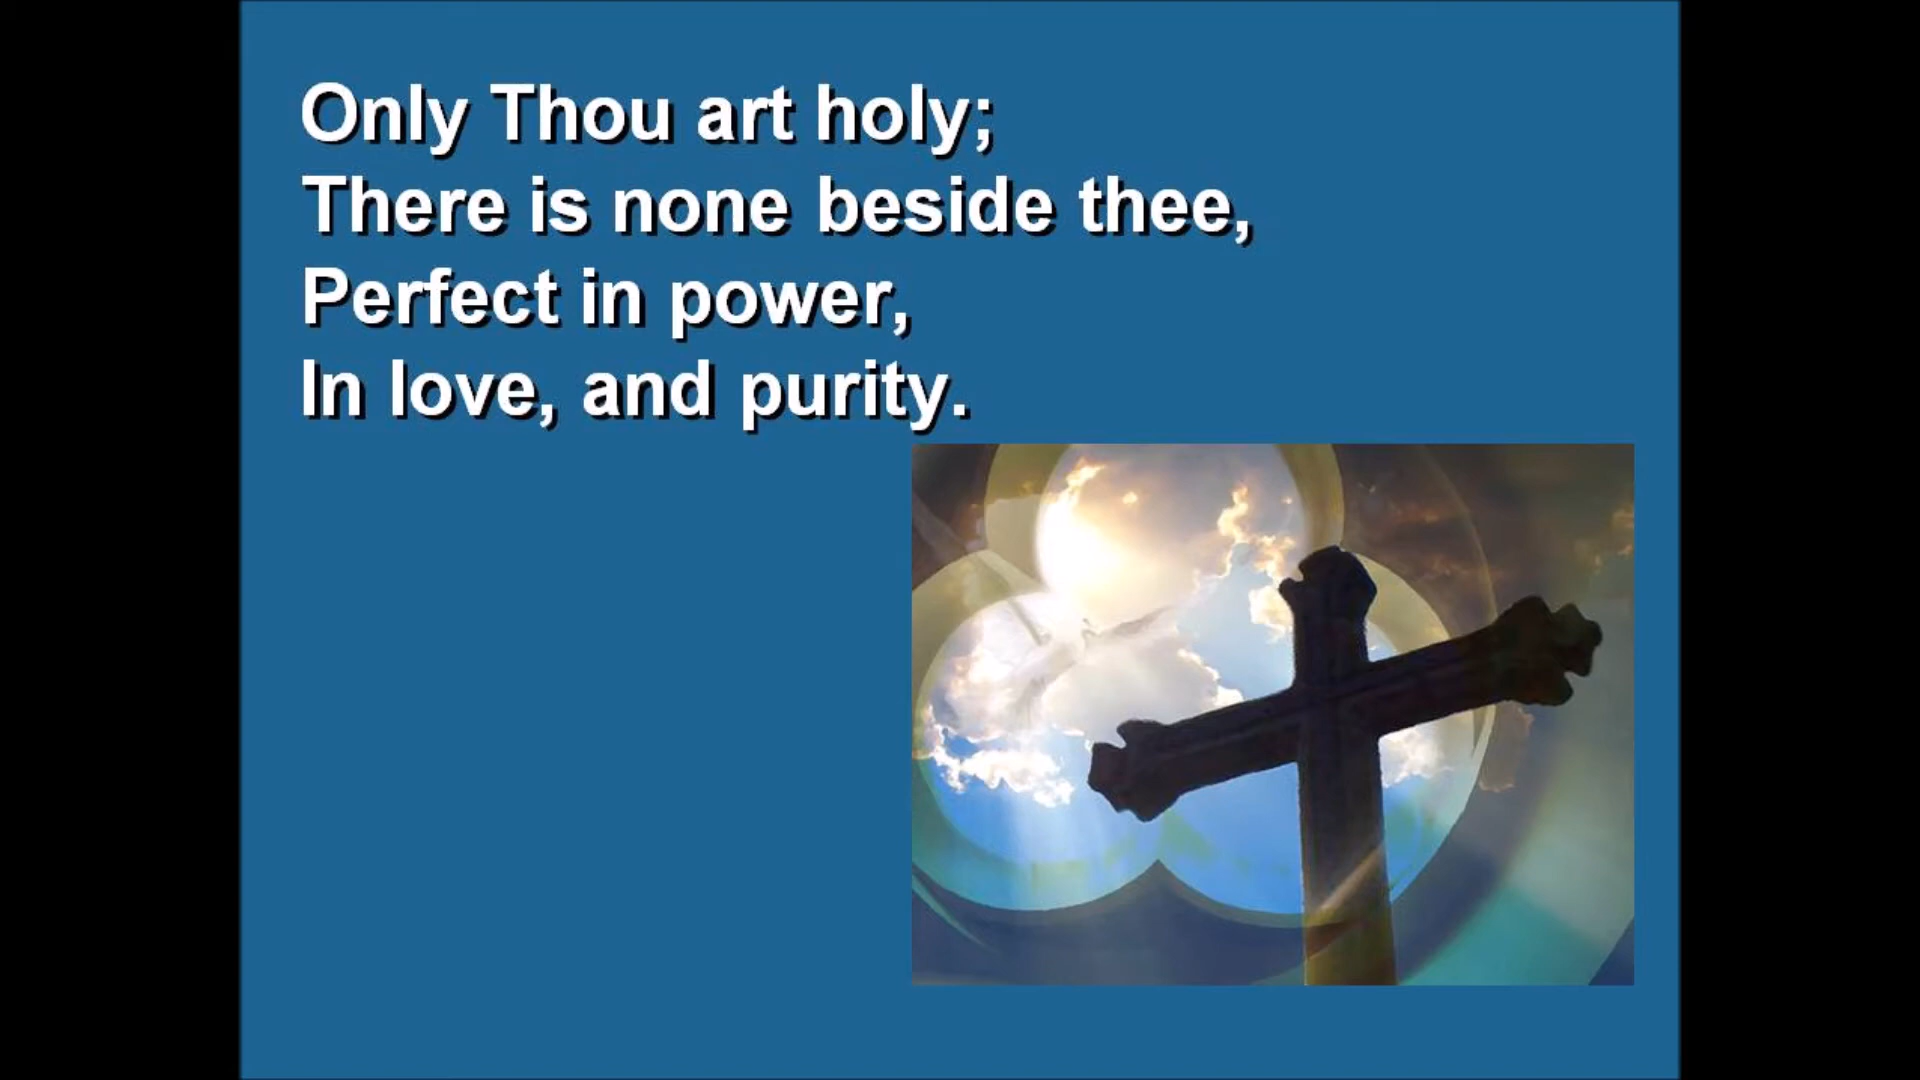 Only Thou art holy;
There is none beside thee,
Perfect in power,
In love, and purity.